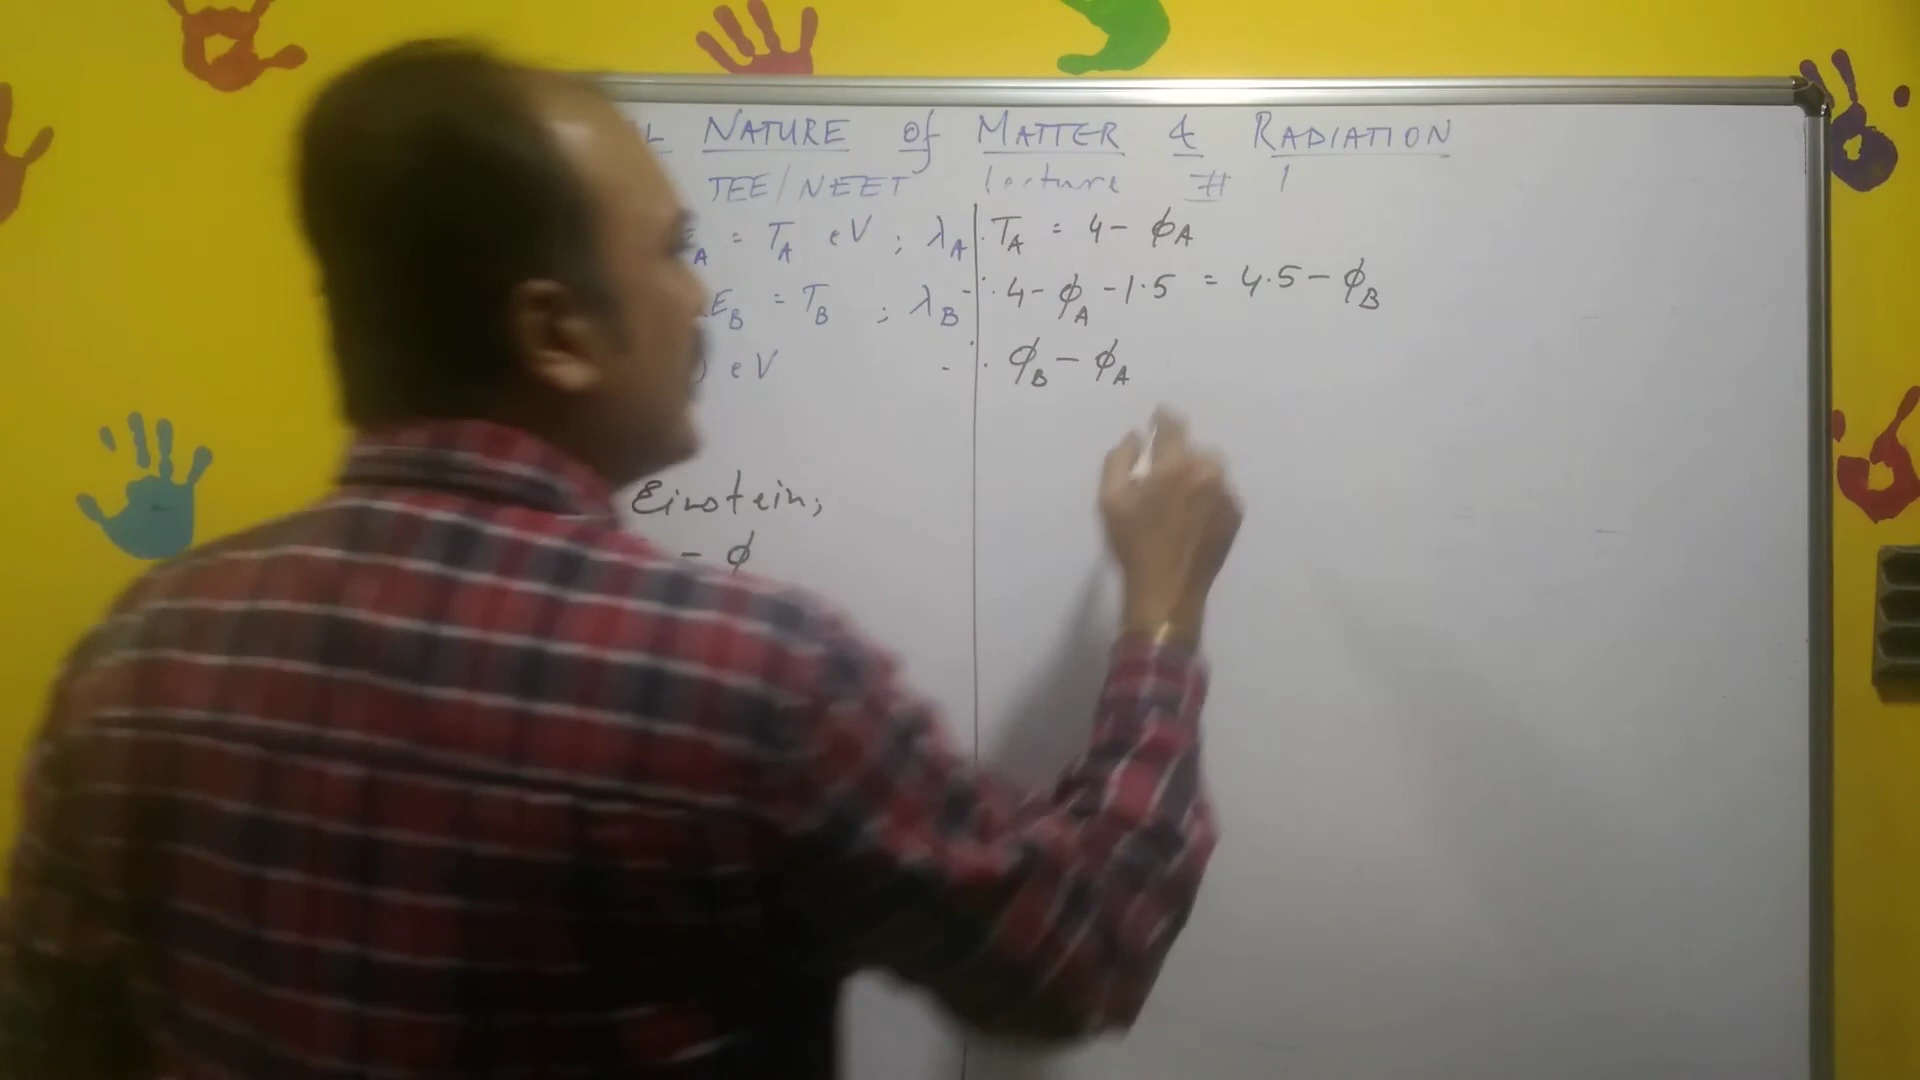 L NATURE of MATTER & RADIATION
JEE/NEET Lecture # 1
E_A = T_A eV ; λ_A
E_B = T_B ; λ_B
) eV
Einstein,
- ϕ
T_A = 4 - ϕ_A
4 - ϕ_A - 1.5 = 4.5 - ϕ_B
ϕ_B - ϕ_A